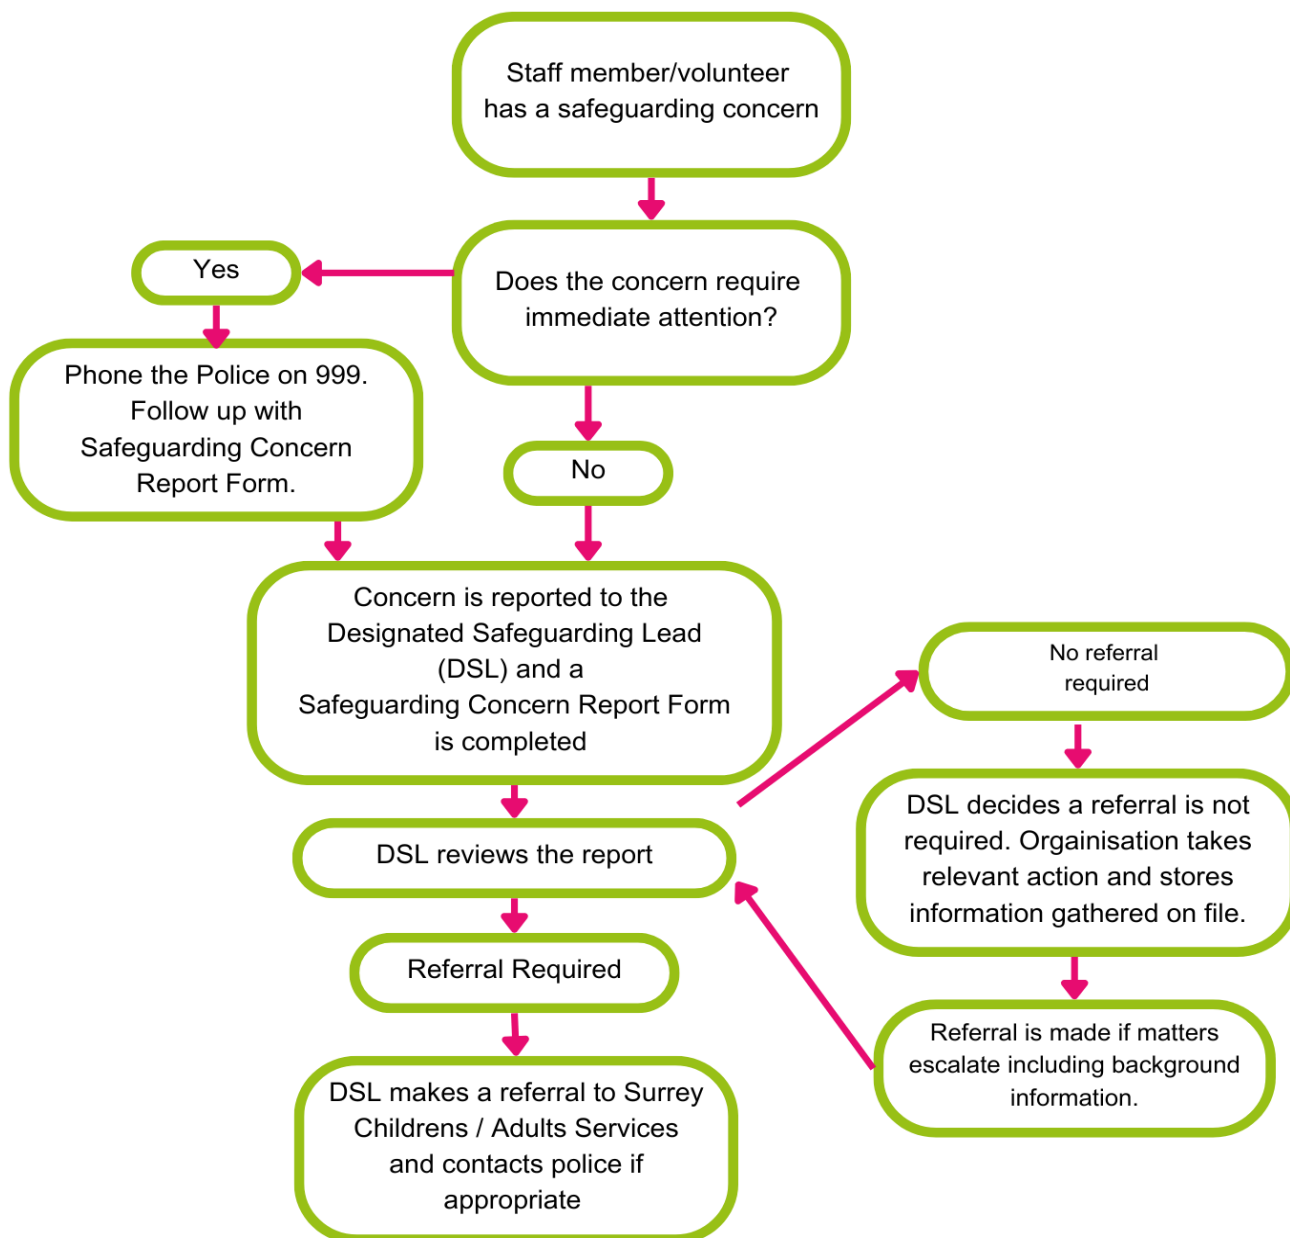 Staff member/volunteer
has a safeguarding concern
Does the concern require
immediate attention?
Yes
Phone the Police on 999.
Follow up with
Safeguarding Concern
Report Form.
No
Concern is reported to the
Designated Safeguarding Lead
(DSL) and a
Safeguarding Concern Report Form
is completed
DSL reviews the report
Referral Required
DSL makes a referral to Surrey
Childrens / Adults Services
and contacts police if
appropriate
No referral
required
DSL decides a referral is not
required. Orgainisation takes
relevant action and stores
information gathered on file.
Referral is made if matters
escalate including background
information.